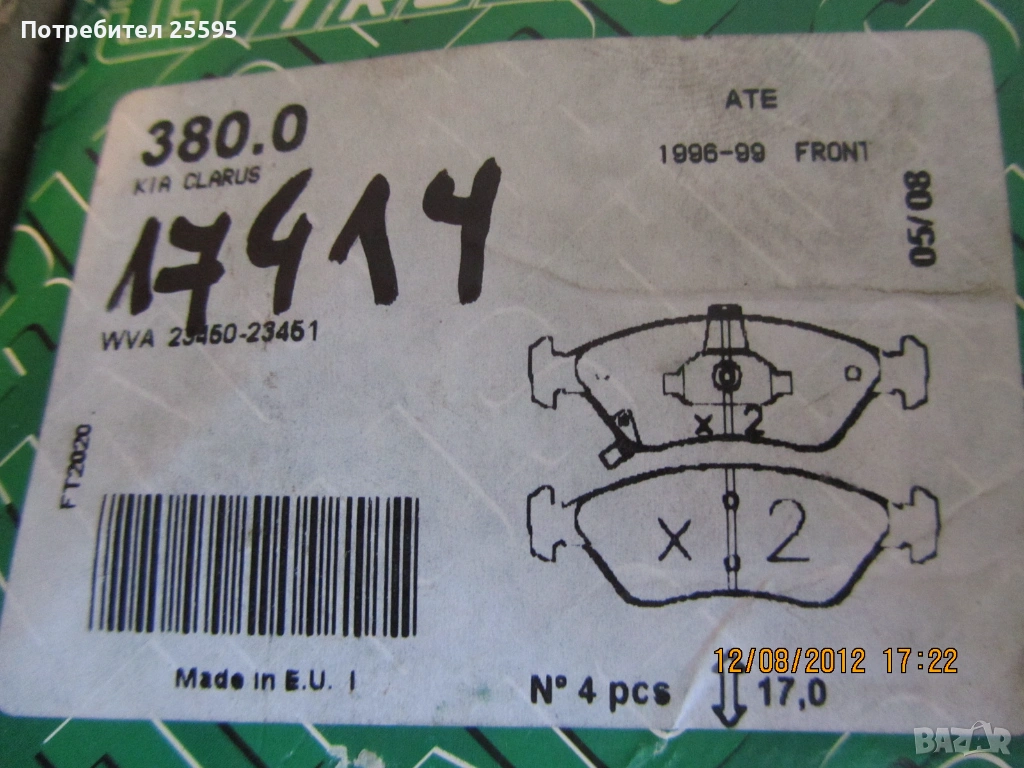 Потребител 25595
380.0
KIA CLARUS
ATE
1996-99 FRONT
05/08
17414
WVA 23460-23461
FT2020
x 2
x 2
Made in E.U. I
N° 4 pcs
17,0
12/08/2012 17:22
BAZAR